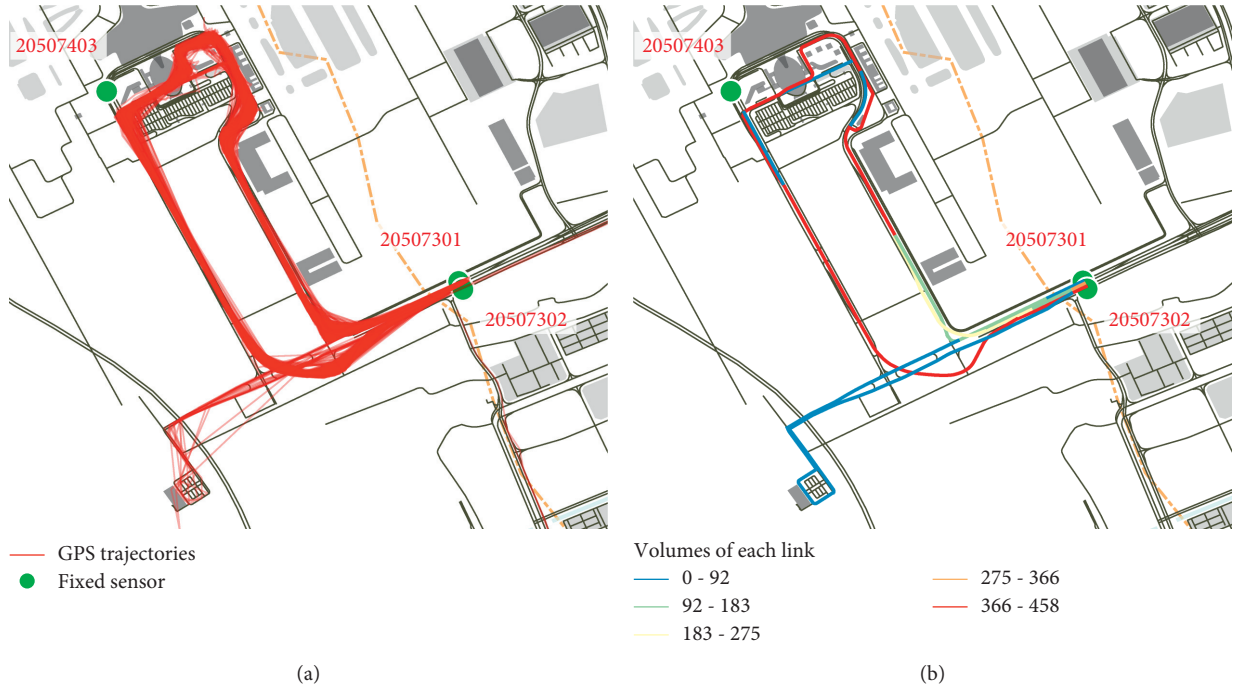 20507403
20507301
20507302
GPS trajectories
Fixed sensor
(a)
20507403
20507301
20507302
Volumes of each link
0 - 92
92 - 183
183 - 275
275 - 366
366 - 458
(b)